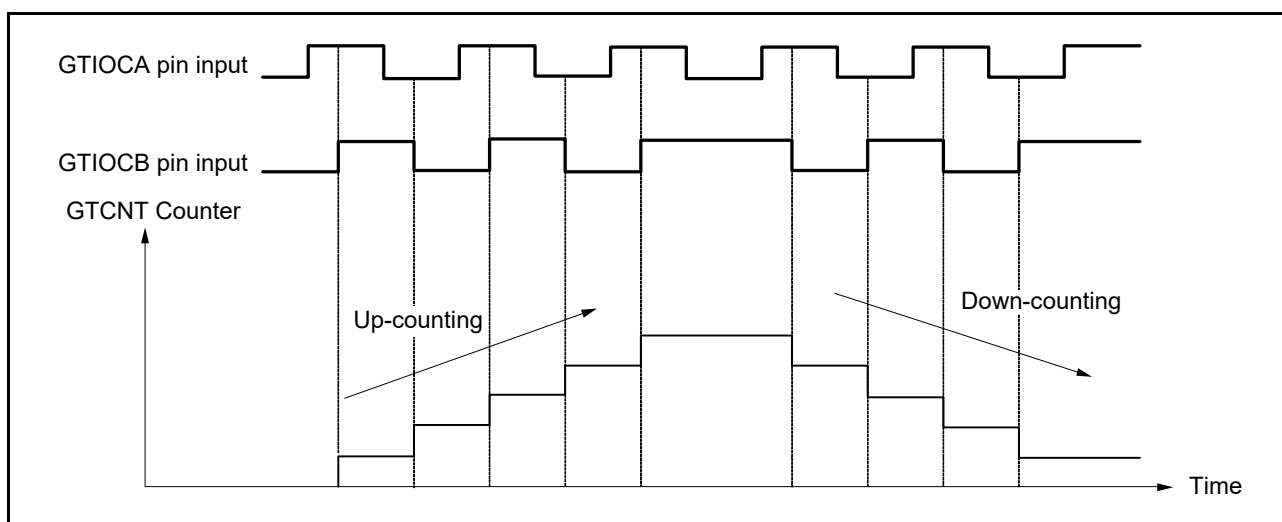 GTIOCA pin input
GTIOCB pin input
GTCNT Counter
Up-counting
Down-counting
Time